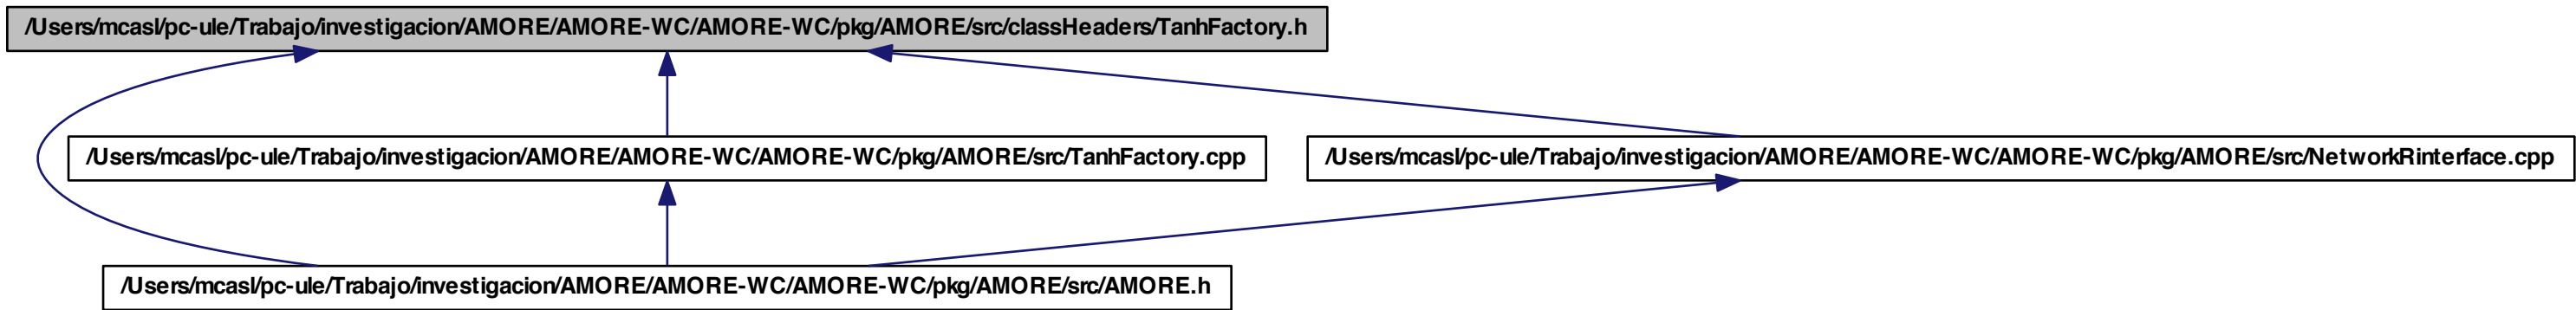 /Users/mcasl/pc-ule/Trabajo/investigacion/AMORE/AMORE-WC/AMORE-WC/pkg/AMORE/src/classHeaders/TanhFactory.h
/Users/mcasl/pc-ule/Trabajo/investigacion/AMORE/AMORE-WC/AMORE-WC/pkg/AMORE/src/TanhFactory.cpp
/Users/mcasl/pc-ule/Trabajo/investigacion/AMORE/AMORE-WC/AMORE-WC/pkg/AMORE/src/NetworkRinterface.cpp
/Users/mcasl/pc-ule/Trabajo/investigacion/AMORE/AMORE-WC/AMORE-WC/pkg/AMORE/src/AMORE.h